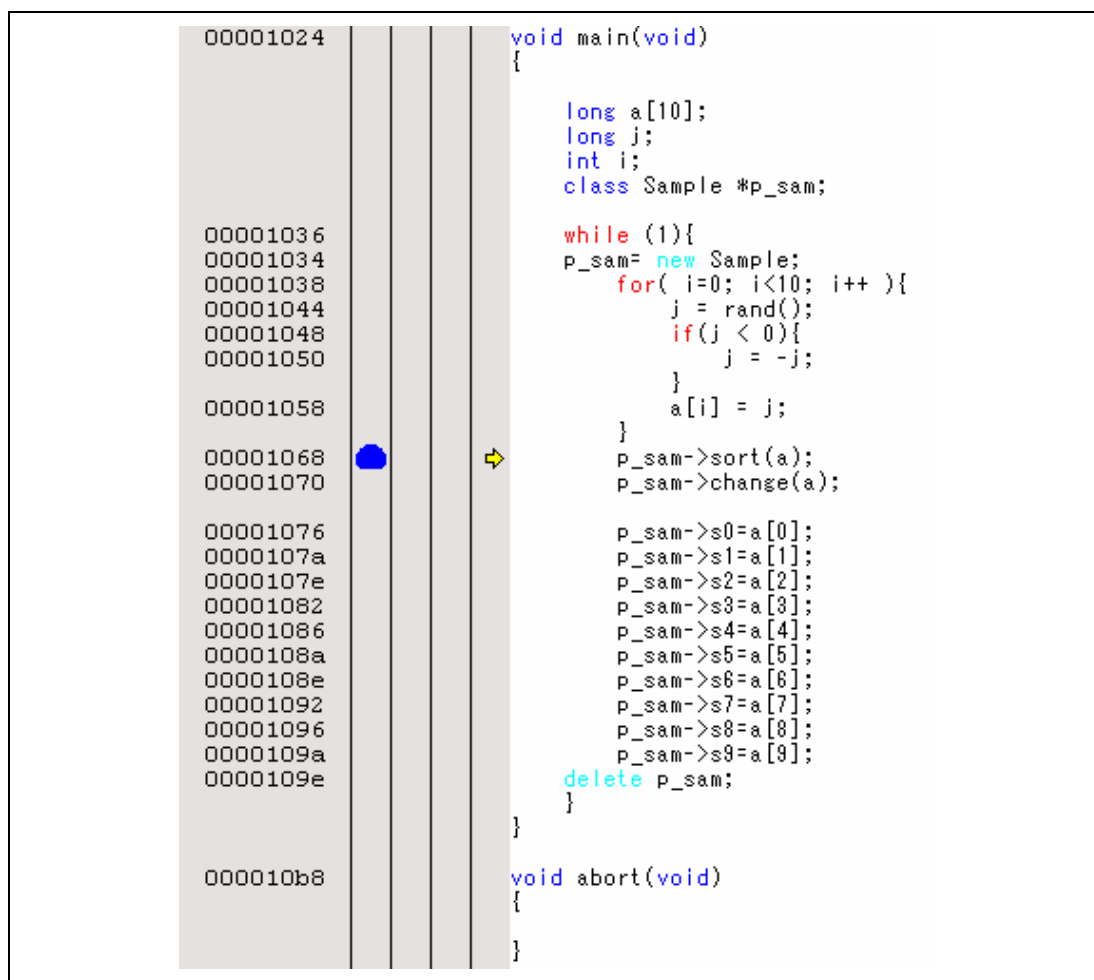 00001024 void main(void)
{
long a[10];
long j;
int i;
class Sample *p_sam;
00001036 while (1){
00001034 p_sam= new Sample;
00001038 for( i=0; i<10; i++ ){
00001044 j = rand();
00001048 if(j < 0){
00001050 j = -j;
}
00001058 a[i] = j;
}
00001068 p_sam->sort(a);
00001070 p_sam->change(a);
00001076 p_sam->s0=a[0];
0000107a p_sam->s1=a[1];
0000107e p_sam->s2=a[2];
00001082 p_sam->s3=a[3];
00001086 p_sam->s4=a[4];
0000108a p_sam->s5=a[5];
0000108e p_sam->s6=a[6];
00001092 p_sam->s7=a[7];
00001096 p_sam->s8=a[8];
0000109a p_sam->s9=a[9];
0000109e delete p_sam;
}
}
000010b8 void abort(void)
{
}